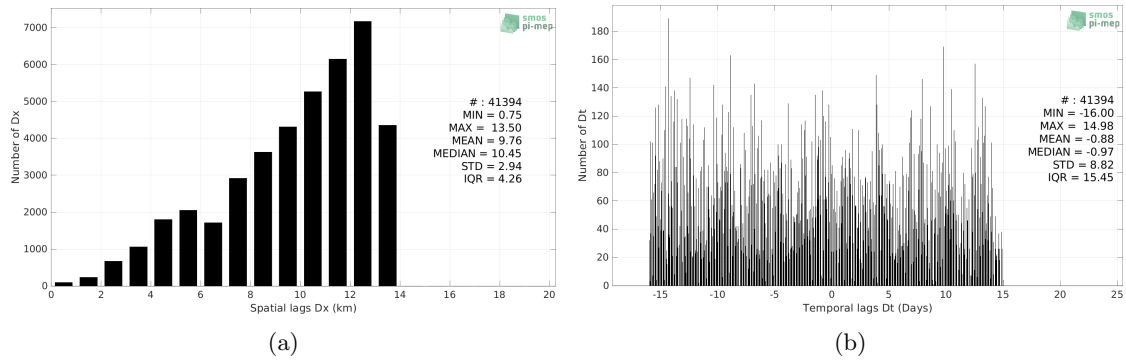 smos
pi-mep
7000
6000
5000
4000
3000
2000
1000
0
Number of Dx
# : 41394
MIN = 0.75
MAX = 13.50
MEAN = 9.76
MEDIAN = 10.45
STD = 2.94
IQR = 4.26
0 2 4 6 8 10 12 14 16 18 20
Spatial lags Dx (km)
(a)
smos
pi-mep
180
160
140
120
100
80
60
40
20
0
Number of Dt
# : 41394
MIN = -16.00
MAX = 14.98
MEAN = -0.88
MEDIAN = -0.97
STD = 8.82
IQR = 15.45
-15 -10 -5 0 5 10 15 20 25
Temporal lags Dt (Days)
(b)